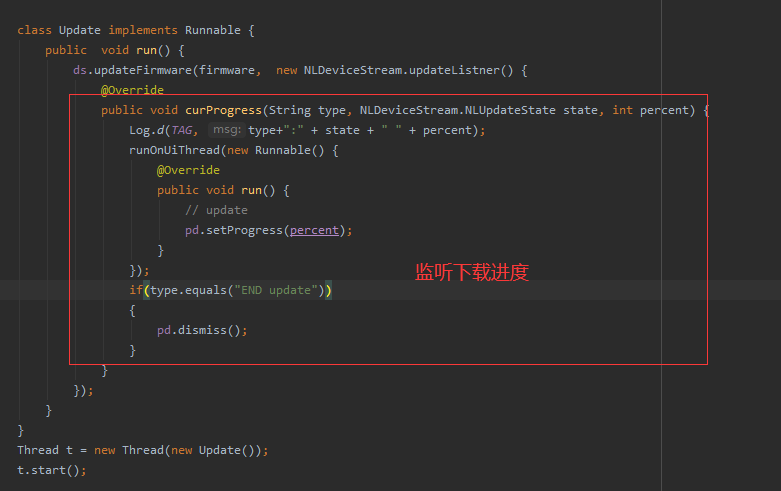 class Update implements Runnable {
public  void run() {
ds.updateFirmware(firmware,  new NLDeviceStream.updateListner() {
@Override
public void curProgress(String type, NLDeviceStream.NLUpdateState state, int percent) {
Log.d(TAG,  msg: type+":" + state + " " + percent);
runOnUiThread(new Runnable() {
@Override
public void run() {
// update
pd.setProgress(percent);
}
});
监听下载进度
if(type.equals("END update"))
{
pd.dismiss();
}
}
});
}
}
Thread t = new Thread(new Update());
t.start();